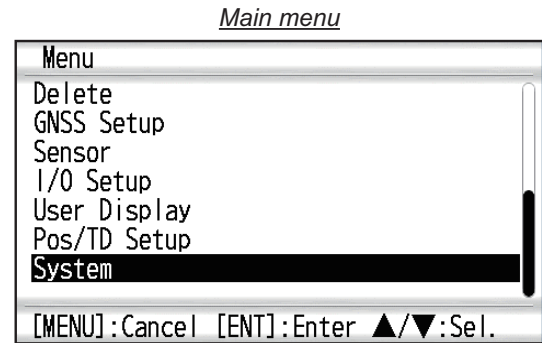 Main menu
Menu
Delete
GNSS Setup
Sensor
I/O Setup
User Display
Pos/TD Setup
System
[MENU]:Cancel [ENT]:Enter ▲/▼:Sel.